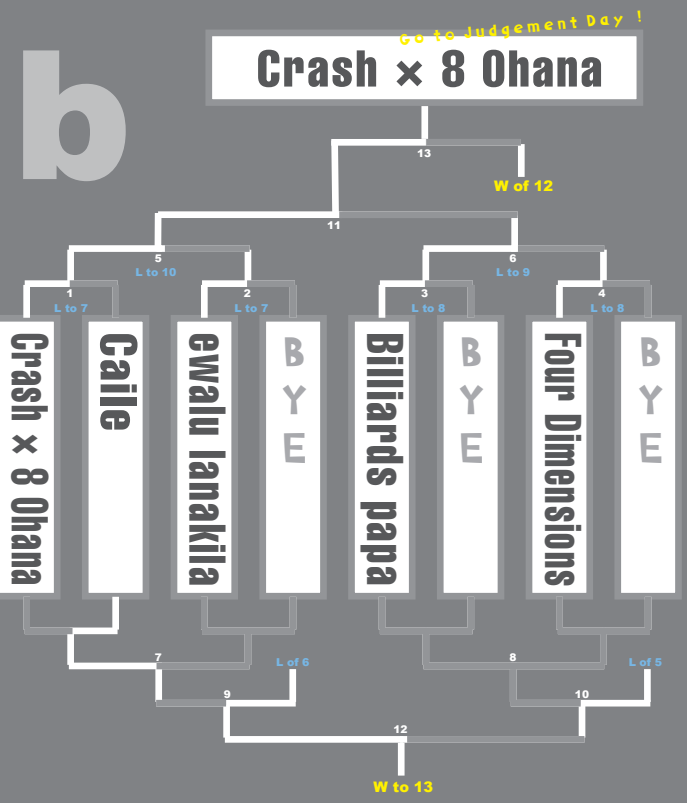 Go to Judgement Day !
b
Crash × 8 Ohana
13
W of 12
11
5
6
L to 10
L to 9
1
2
3
4
L to 7
L to 7
L to 8
L to 8
Crash × 8 Ohana
Caile
ewalu lanakila
BYE
Billiards papa
BYE
Four Dimensions
BYE
7
L of 6
8
L of 5
9
10
12
W to 13